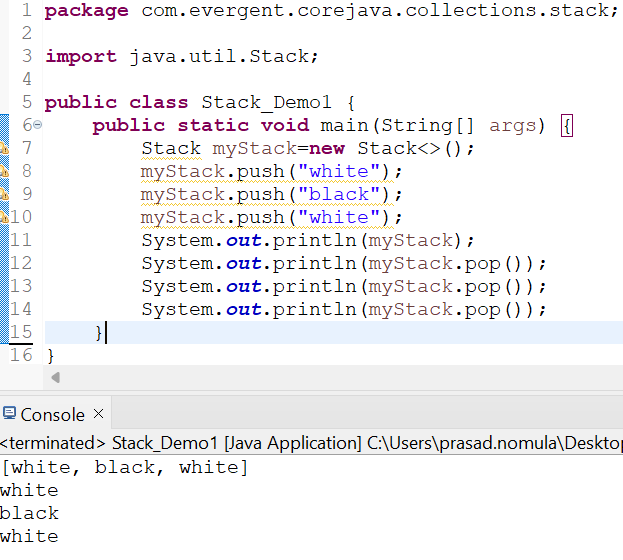 1 package com.evergent.corejava.collections.stack;
2
3 import java.util.Stack;
4
5 public class Stack_Demo1 {
6 public static void main(String[] args) {
7 Stack myStack=new Stack<>();
8 myStack.push("white");
9 myStack.push("black");
10 myStack.push("white");
11 System.out.println(myStack);
12 System.out.println(myStack.pop());
13 System.out.println(myStack.pop());
14 System.out.println(myStack.pop());
15 }
16 }
Console
<terminated> Stack_Demo1 [Java Application] C:\Users\prasad.nomula\Desktop
[white, black, white]
white
black
white